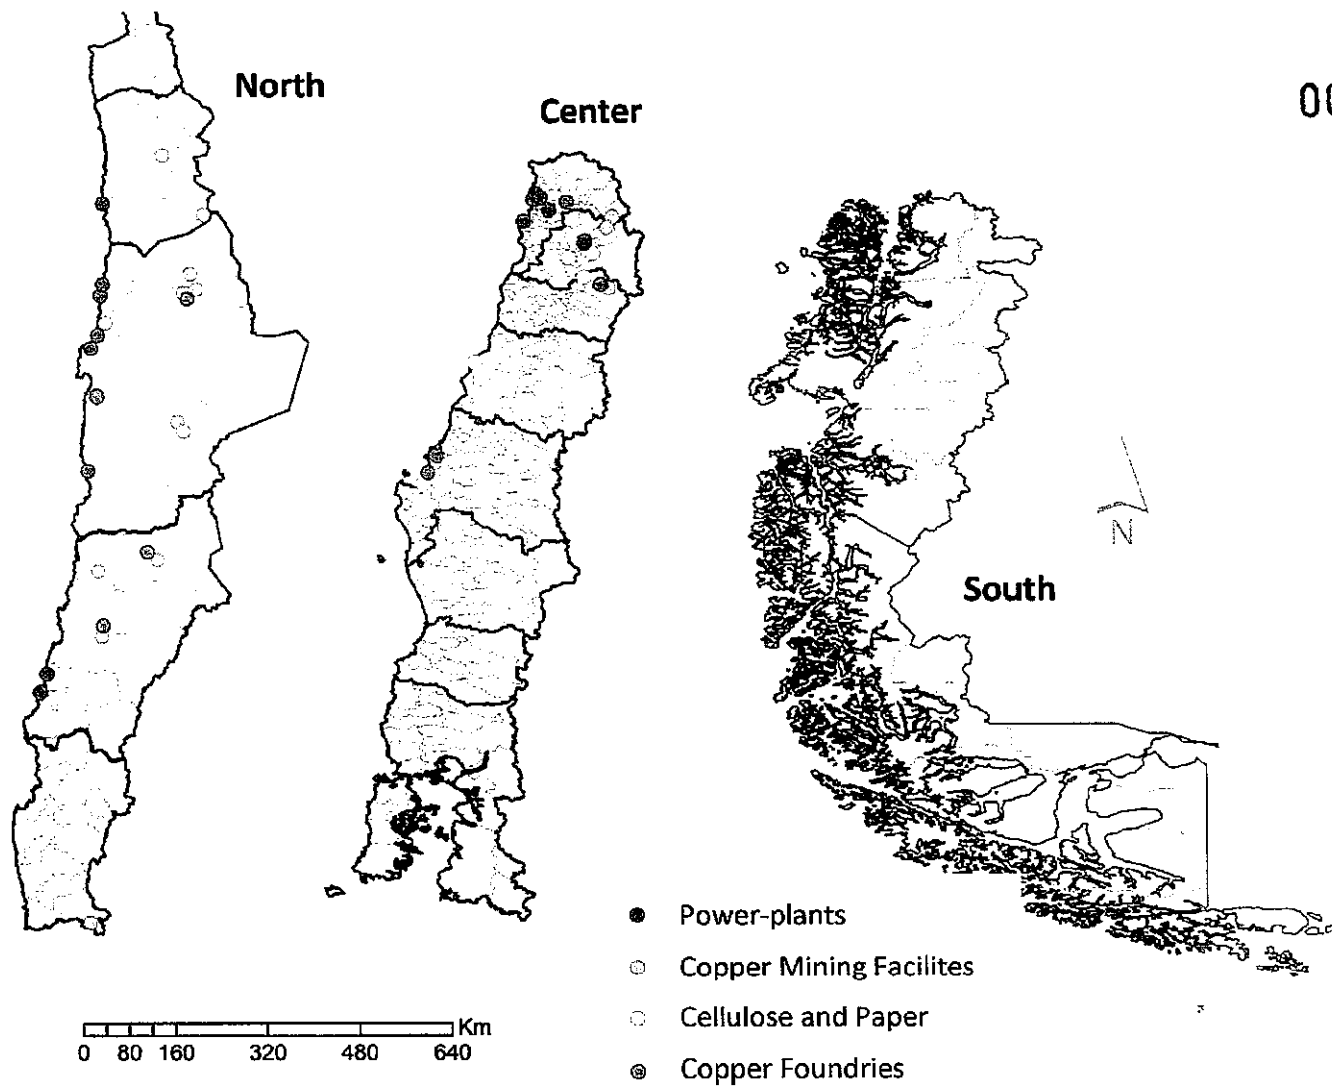 North
Center
00
South
N
Power-plants
Copper Mining Facilites
Cellulose and Paper
Copper Foundries
Km
0 80 160 320 480 640